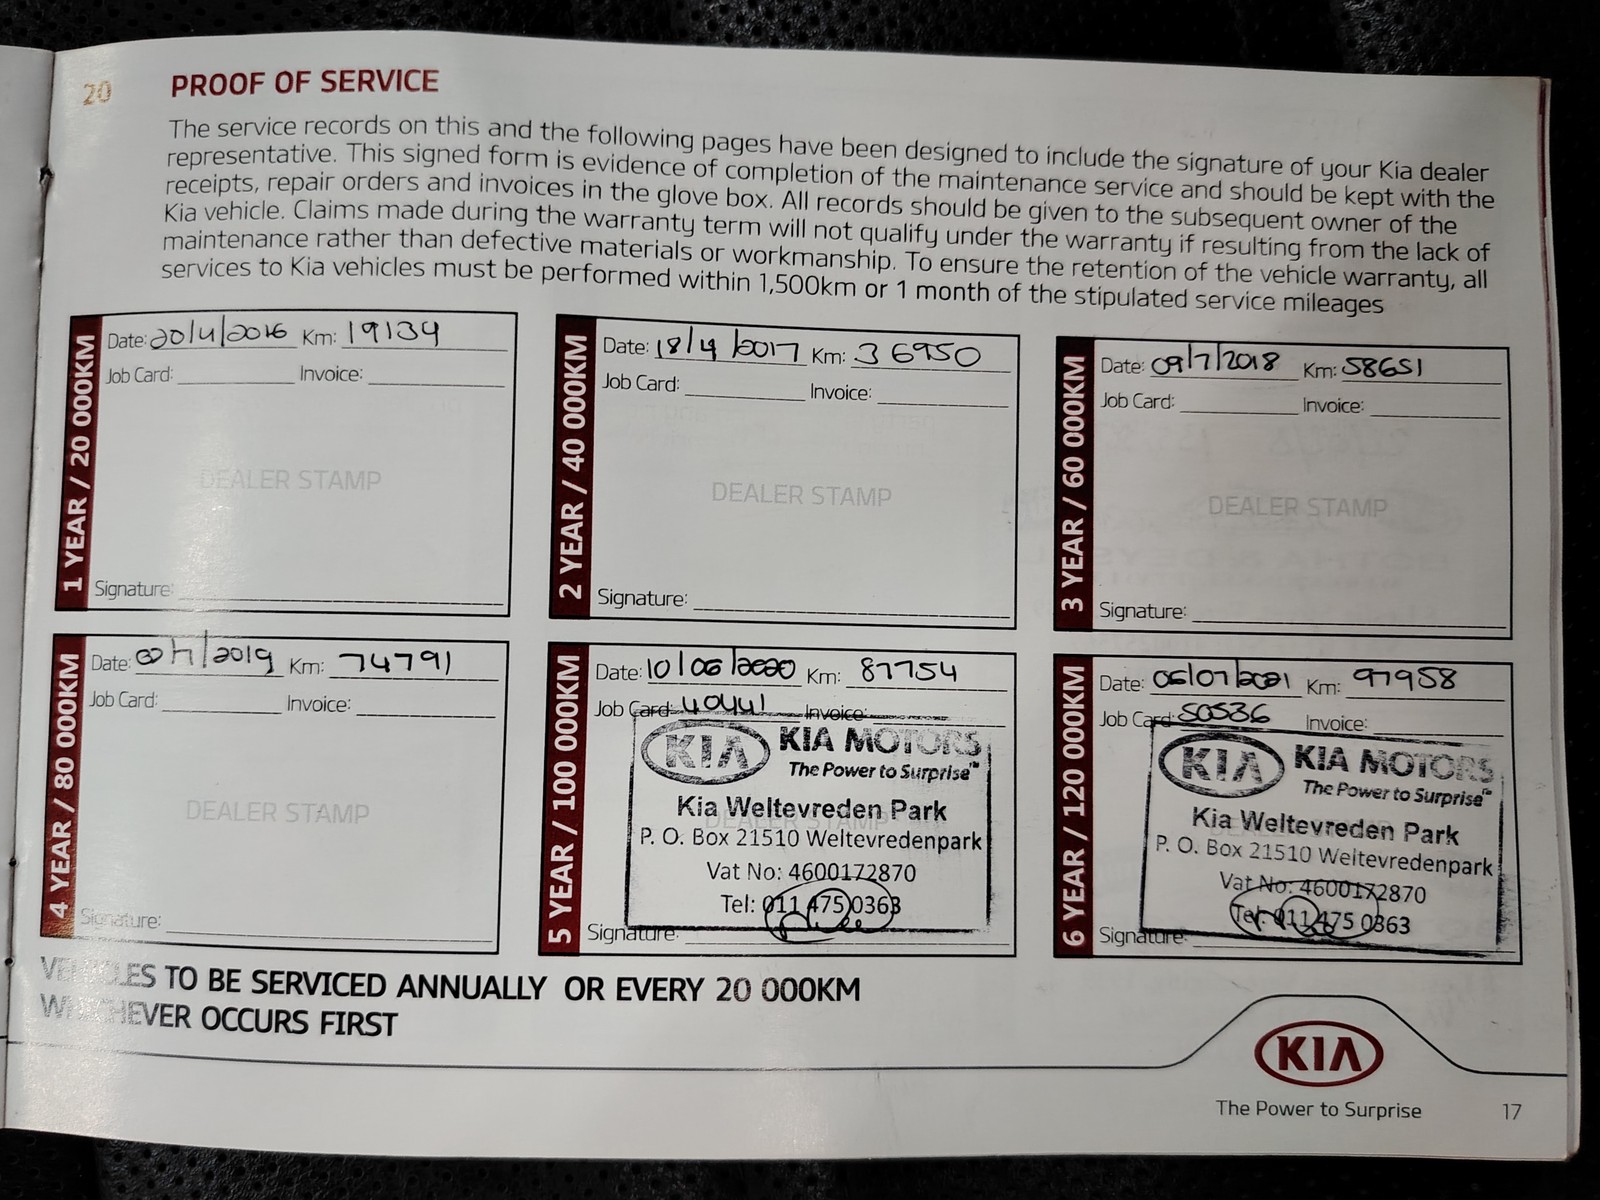 20
PROOF OF SERVICE
The service records on this and the following pages have been designed to include the signature of your Kia dealer
representative. This signed form is evidence of completion of the maintenance service and should be kept with the
receipts, repair orders and invoices in the glove box. All records should be given to the subsequent owner of the
Kia vehicle. Claims made during the warranty term will not qualify under the warranty if resulting from the lack of
maintenance rather than defective materials or workmanship. To ensure the retention of the vehicle warranty, all
services to Kia vehicles must be performed within 1,500km or 1 month of the stipulated service mileages
1 YEAR / 20 000KM
Date: 20/4/2016 Km: 19134
Job Card: Invoice:
DEALER STAMP
Signature:
2 YEAR / 40 000KM
Date: 18/4/2017 Km: 36950
Job Card: Invoice:
DEALER STAMP
Signature:
3 YEAR / 60 000KM
Date: 09/7/2018 Km: 58651
Job Card: Invoice:
DEALER STAMP
Signature:
4 YEAR / 80 000KM
Date: /2019 Km: 74791
Job Card: Invoice:
DEALER STAMP
Signature:
5 YEAR / 100 000KM
Date: 10/06/2020 Km: 87754
Job Card: 40441 Invoice:
KIA KIA MOTORS
The Power to Surprise™
Kia Weltevreden Park
DEALER STAMP
P. O. Box 21510 Weltevredenpark
Vat No: 4600172870
Tel: 011 475 0363
Signature:
6 YEAR / 120 000KM
Date: 06/07/2021 Km: 97958
Job Card: 50536 Invoice:
KIA KIA MOTORS
The Power to Surprise™
Kia Weltevreden Park
P. O. Box 21510 Weltevredenpark
Vat No: 4600172870
Tel: 011 475 0363
Signature:
VEHICLES TO BE SERVICED ANNUALLY OR EVERY 20 000KM
WHICHEVER OCCURS FIRST
KIA
The Power to Surprise
17